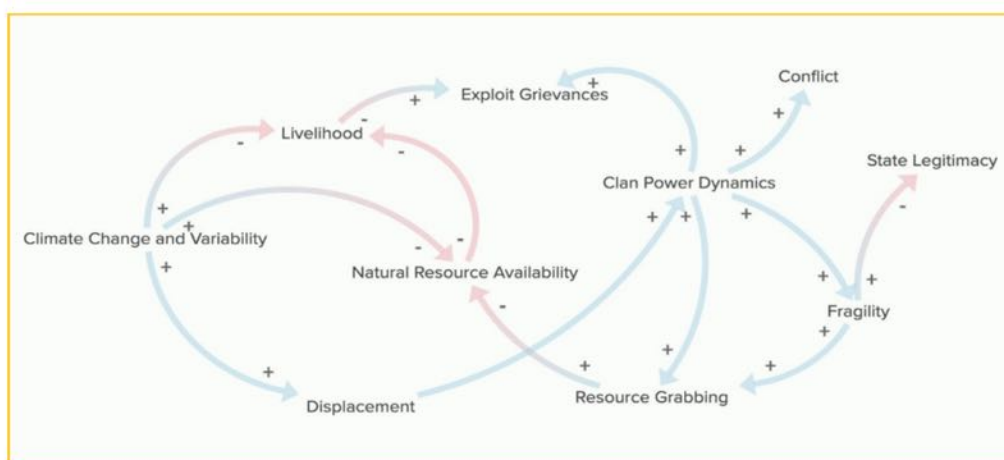 Conflict
+
Exploit Grievances
+
+
-
Livelihood
-
-
+
+
State Legitimacy
-
Clan Power Dynamics
+
+
+
+
+
Climate Change and Variability
+
-
-
Natural Resource Availability
-
+
+
+
Fragility
+
+
+
+
+
Resource Grabbing
Displacement